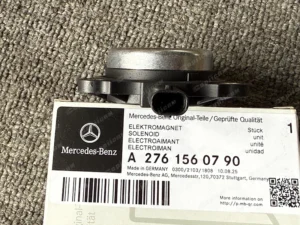 Mercedes-Benz Original-Teile / Geprüfte Qualität
1
ELEKTROMAGNET
SOLENOID
ELECTROAIMANT
ELECTROIMAN
Stück
unit
unité
unidad
Mercedes-Benz
A 276 156 07 90
Made in GERMANY
Mercedes-Benz AG, Mercedesstr.120,70372 Stuttgart, Germany